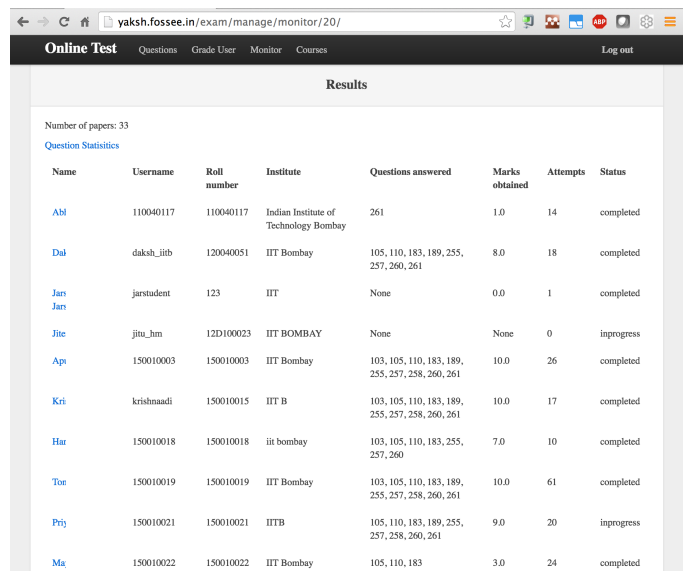 yaksh.fossee.in/exam/manage/monitor/20/
ABP
Online Test Questions Grade User Monitor Courses Log out
Results
Number of papers: 33
Question Statisitics
Name Username Roll number Institute Questions answered Marks obtained Attempts Status
110040117 110040117 Indian Institute of Technology Bombay 261 1.0 14 completed
daksh_iitb 120040051 IIT Bombay 105, 110, 183, 189, 255, 257, 260, 261 8.0 18 completed
Jars Jars jarstudent 123 IIT None 0.0 1 completed
Jite jitu_hm 12D100023 IIT BOMBAY None None 0 inprogress
150010003 150010003 IIT Bombay 103, 105, 110, 183, 189, 255, 257, 258, 260, 261 10.0 26 completed
Kri krishnaadi 150010015 IIT B 103, 105, 110, 183, 189, 255, 257, 258, 260, 261 10.0 17 completed
Har 150010018 150010018 iit bombay 103, 105, 110, 183, 255, 257, 260 7.0 10 completed
Tom 150010019 150010019 IIT Bombay 103, 105, 110, 183, 189, 255, 257, 258, 260, 261 10.0 61 completed
Priy 150010021 150010021 IITB 105, 110, 183, 189, 255, 257, 258, 260, 261 9.0 20 inprogress
150010022 150010022 IIT Bombay 105, 110, 183 3.0 24 completed